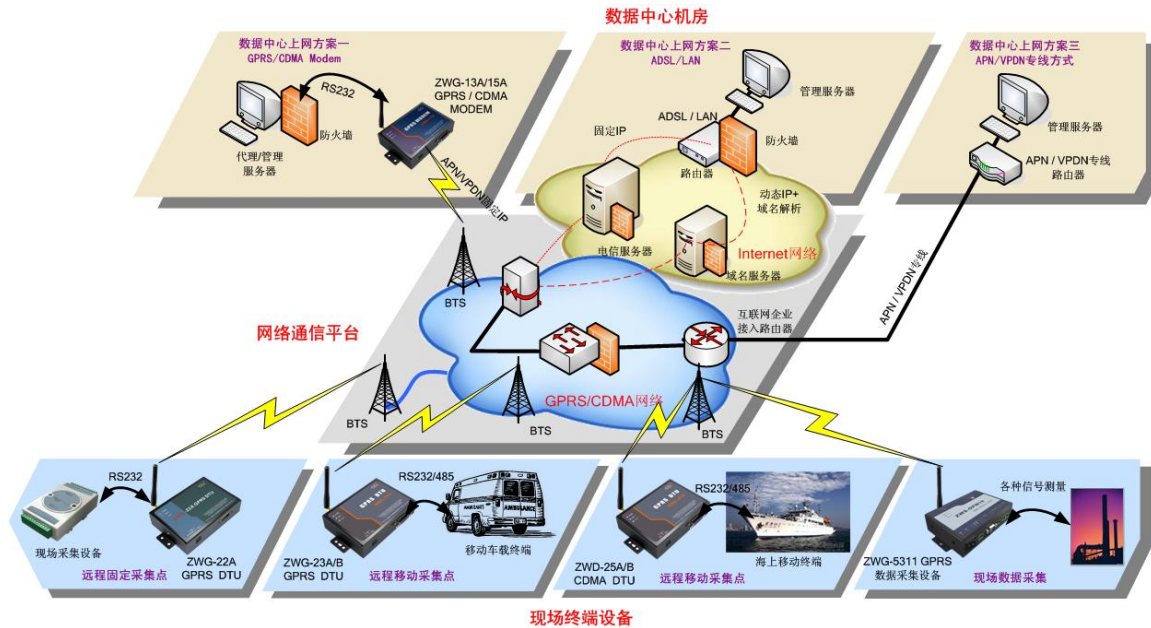 数据中心机房
数据中心上网方案一
GPRS/CDMA Modem
RS232
ZWG-13A/15A
GPRS / CDMA
MODEM
防火墙
代理/管理
服务器
APN/VPDN固定IP
数据中心上网方案二
ADSL/LAN
管理服务器
ADSL / LAN
固定IP
防火墙
路由器
动态IP+
域名解析
电信服务器
Internet网络
域名服务器
数据中心上网方案三
APN/VPDN专线方式
管理服务器
APN / VPDN专线
路由器
APN / VPDN专线
BTS
网络通信平台
互联网企业
接入路由器
GPRS/CDMA网络
BTS
BTS
BTS
RS232
现场采集设备
ZWG-22A
GPRS DTU
远程固定采集点
RS232/485
AMBULANCE
移动车载终端
ZWG-23A/B
GPRS DTU
远程移动采集点
RS232/485
海上移动终端
ZWD-25A/B
CDMA DTU
远程移动采集点
各种信号测量
ZWG-5311 GPRS
数据采集设备
现场数据采集
现场终端设备